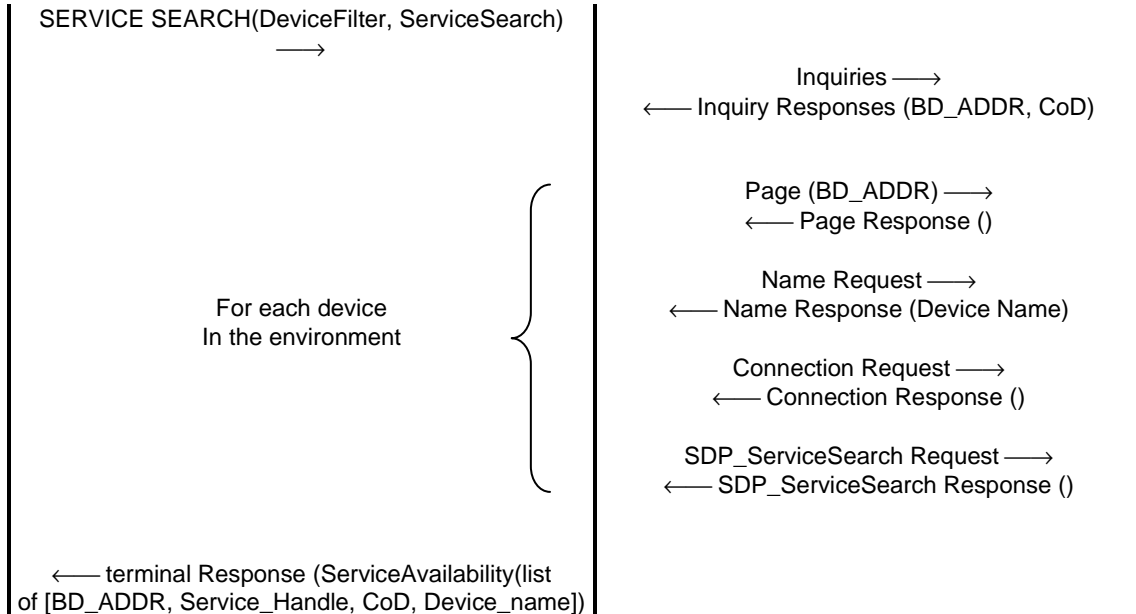 SERVICE SEARCH(DeviceFilter, ServiceSearch)
⟶
Inquiries ⟶
⟵ Inquiry Responses (BD_ADDR, CoD)
Page (BD_ADDR) ⟶
⟵ Page Response ()
Name Request ⟶
⟵ Name Response (Device Name)
For each device
In the environment
Connection Request ⟶
⟵ Connection Response ()
SDP_ServiceSearch Request ⟶
⟵ SDP_ServiceSearch Response ()
⟵ terminal Response (ServiceAvailability(list
of [BD_ADDR, Service_Handle, CoD, Device_name])